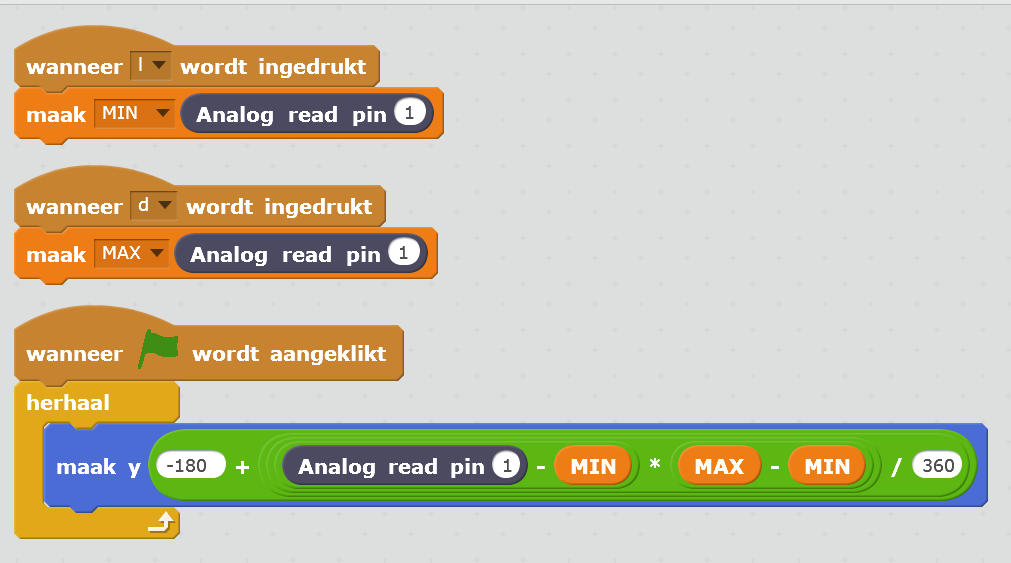 wanneer l wordt ingedrukt
maak MIN Analog read pin 1
wanneer d wordt ingedrukt
maak MAX Analog read pin 1
wanneer wordt aangeklikt
herhaal
maak y -180 + Analog read pin 1 - MIN * MAX - MIN / 360